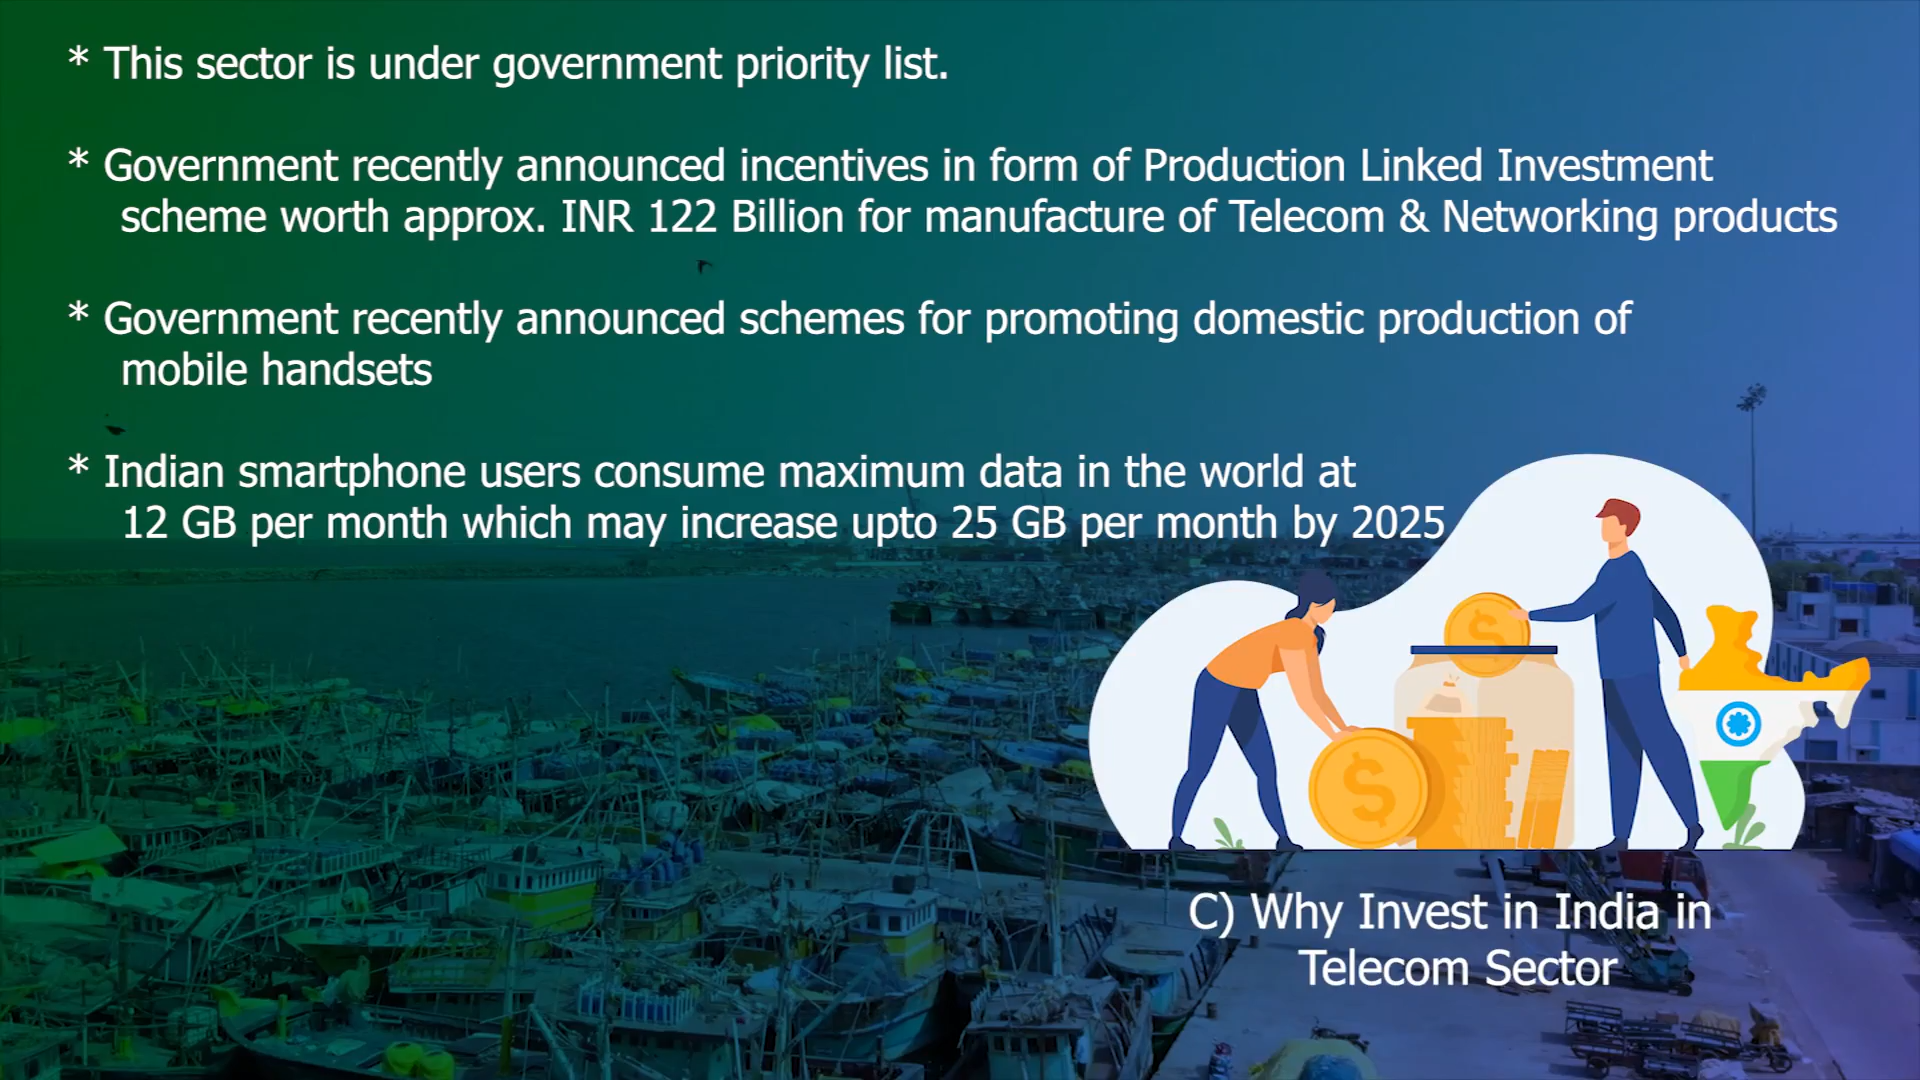 * This sector is under government priority list.
* Government recently announced incentives in form of Production Linked Investment
scheme worth approx. INR 122 Billion for manufacture of Telecom & Networking products
* Government recently announced schemes for promoting domestic production of
mobile handsets
* Indian smartphone users consume maximum data in the world at
12 GB per month which may increase upto 25 GB per month by 2025
$
$
C) Why Invest in India in
Telecom Sector